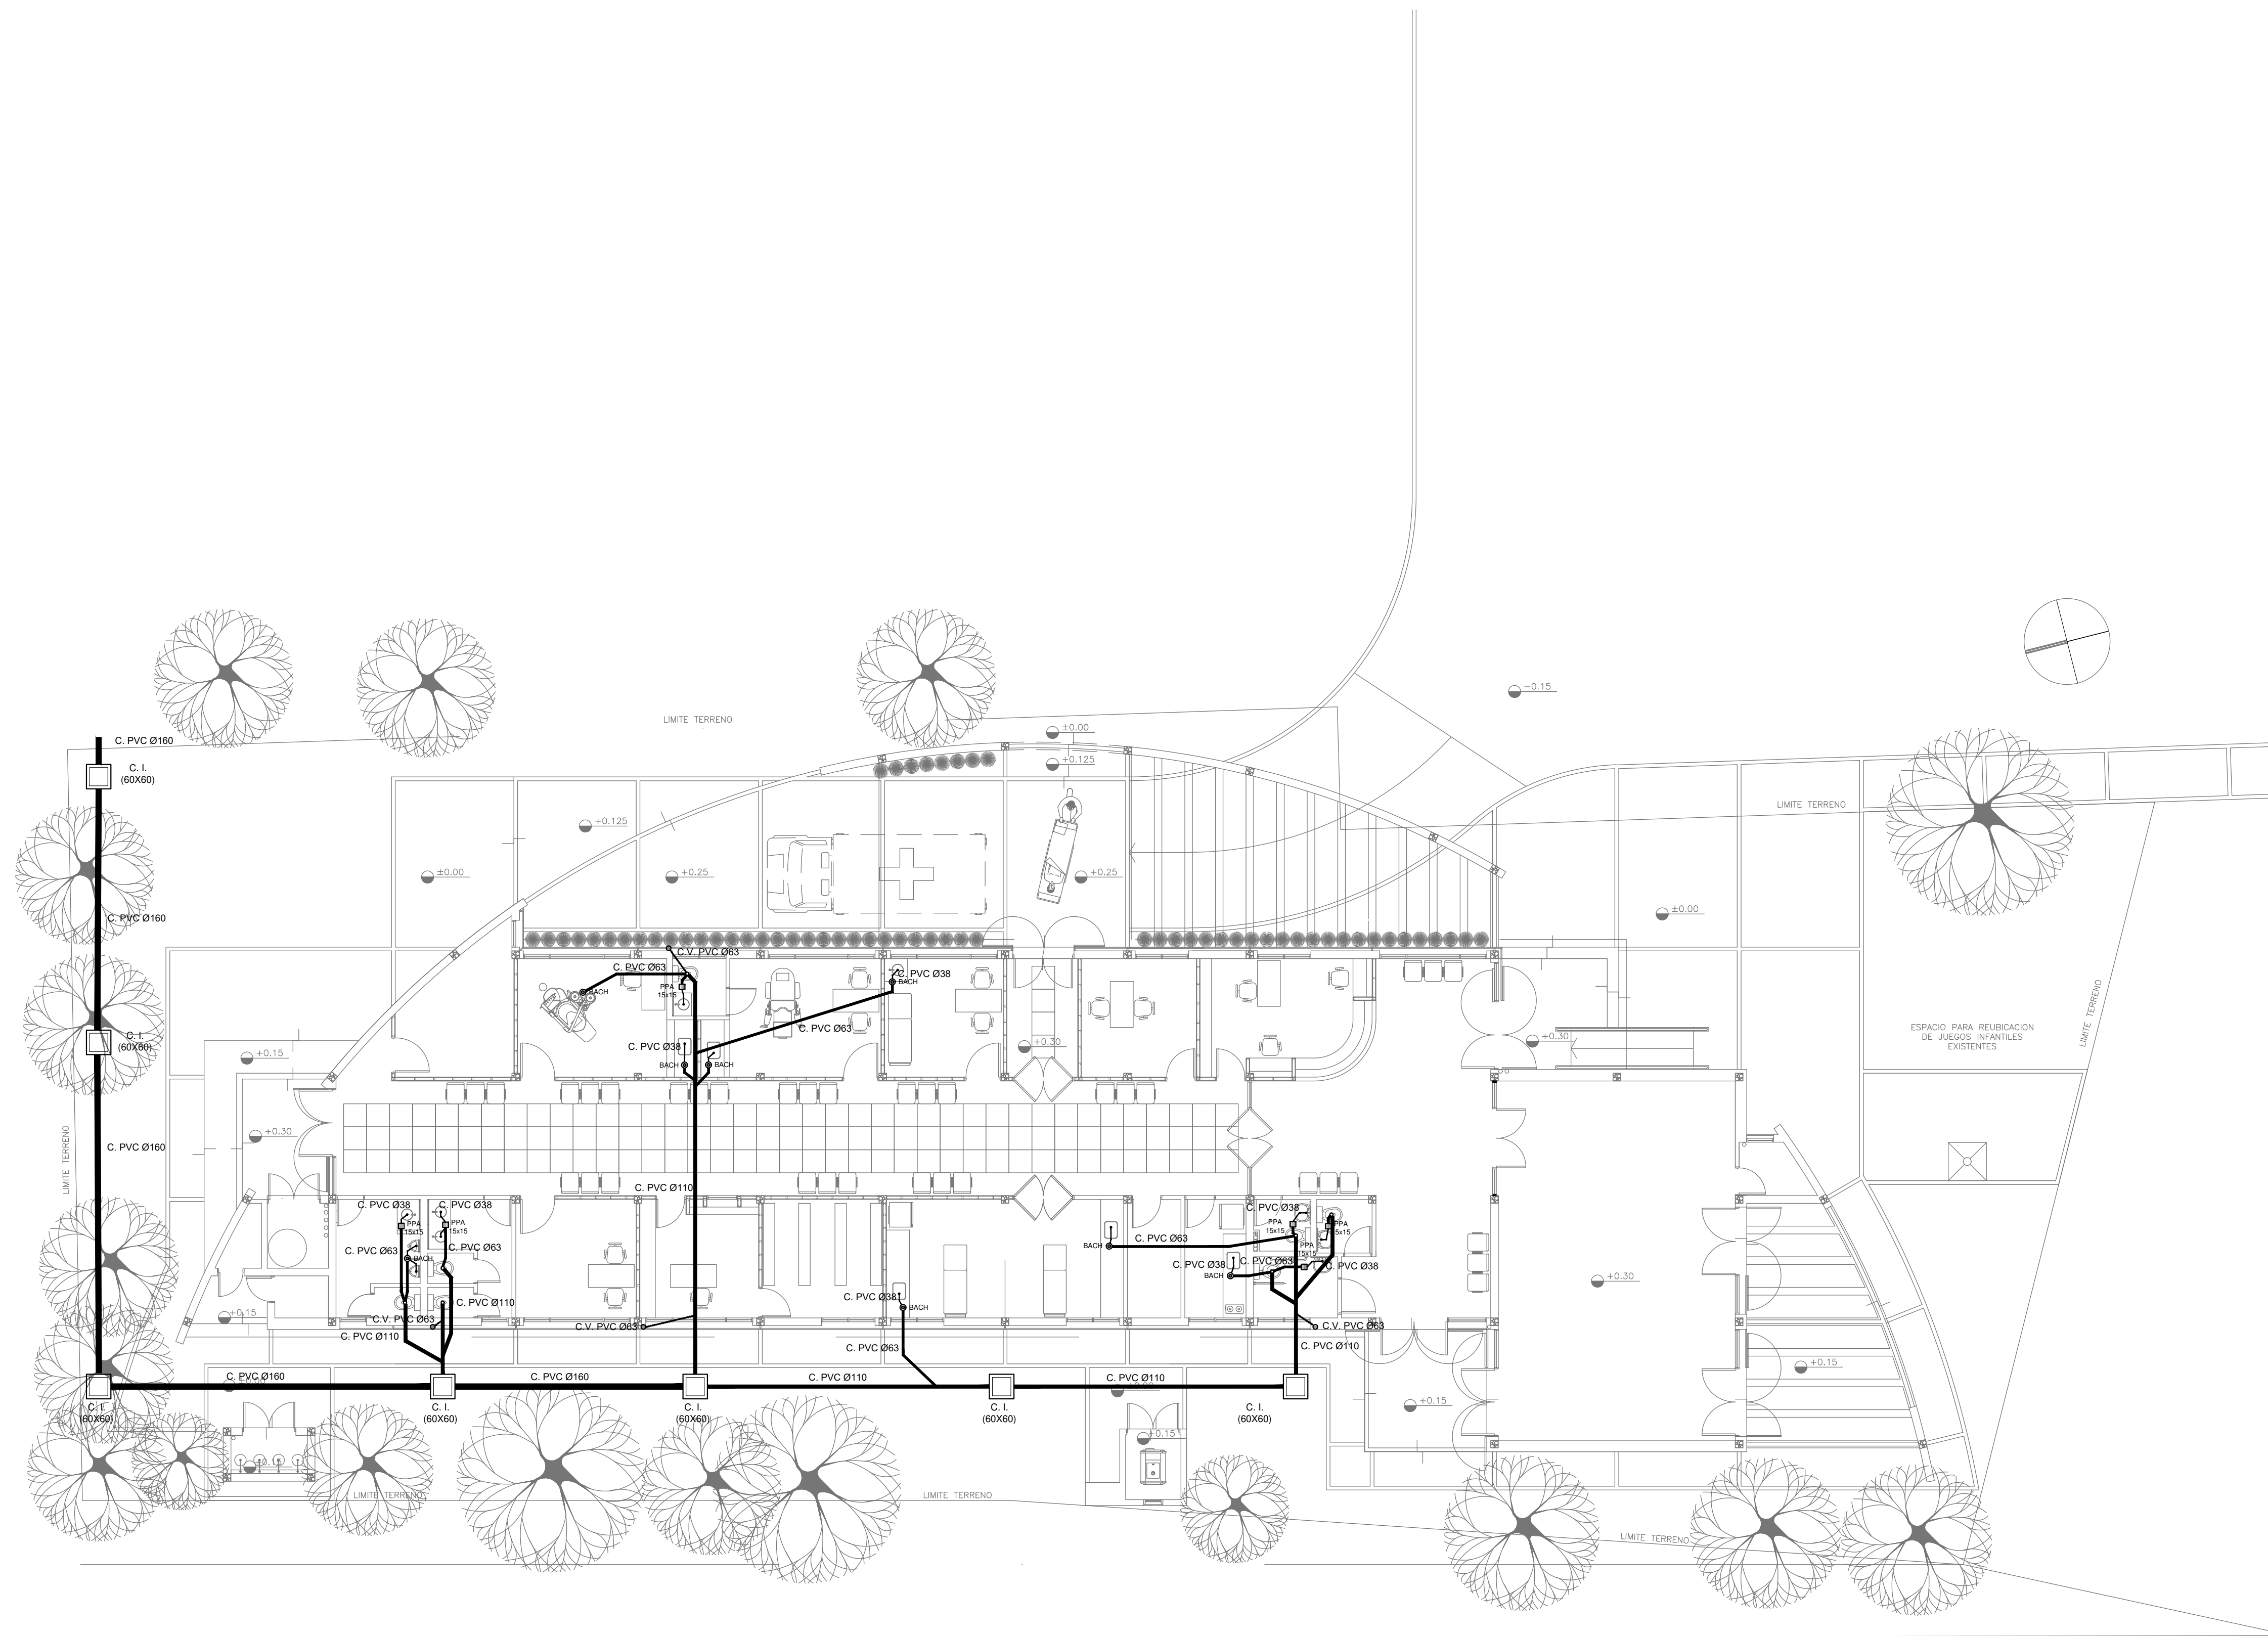 −0.15
LIMITE TERRENO
±0.00
C. PVC Ø160
+0.125
C. I.
(60X60)
LIMITE TERRENO
+0.125
±0.00
+0.25
+0.25
±0.00
C. PVC Ø160
C.V. PVC Ø63
C. PVC Ø63
C. PVC Ø38
BACH
PPA
15x15
BACH
LIMITE TERRENO
C. PVC Ø63
ESPACIO PARA REUBICACION
DE JUEGOS INFANTILES
EXISTENTES
C. I.
(60X60)
+0.15
C. PVC Ø38
+0.30
+0.30
BACH
BACH
+0.30
C. PVC Ø160
LIMITE TERRENO
C. PVC Ø110
C. PVC Ø38
C. PVC Ø38
C. PVC Ø38
PPA
15x15
PPA
15x15
PPA
15x15
PPA
15x15
C. PVC Ø63
C. PVC Ø63
BACH
C. PVC Ø63
BACH
PPA
15x15
C. PVC Ø38
C. PVC Ø63
C. PVC Ø38
BACH
+0.30
C. PVC Ø38
BACH
C. PVC Ø110
+0.15
C.V. PVC Ø63
C.V. PVC Ø63
C.V. PVC Ø63
C. PVC Ø110
C. PVC Ø63
C. PVC Ø110
+0.15
C. PVC Ø160
C. PVC Ø160
C. PVC Ø110
C. PVC Ø110
C. I.
(60X60)
C. I.
(60X60)
C. I.
(60X60)
C. I.
(60X60)
C. I.
(60X60)
+0.15
+0.15
+0.15
LIMITE TERRENO
LIMITE TERRENO
LIMITE TERRENO